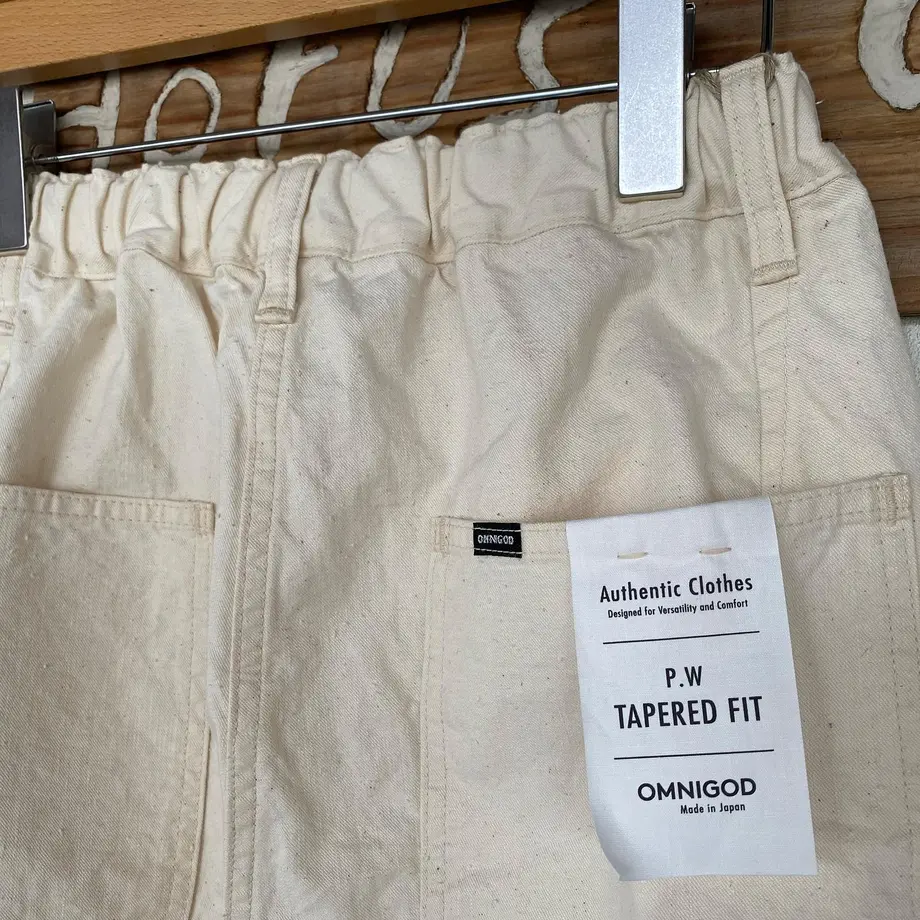 OMNIGOD
Authentic Clothes
Designed for Versatility and Comfort
P.W
TAPERED FIT
OMNIGOD
Made in Japan